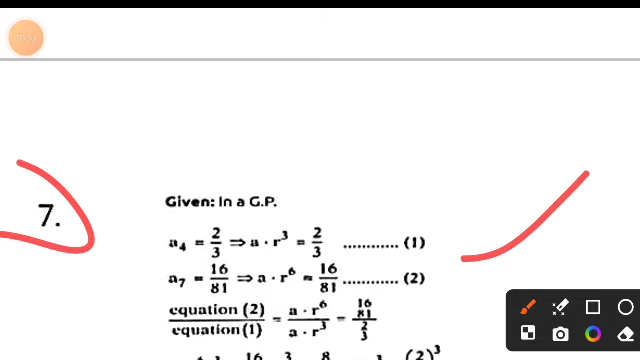 7.
Given: In a G.P.
a₄ = 2/3 ⇒ a · r³ = 2/3 ............ (1)
a₇ = 16/81 ⇒ a · r⁶ = 16/81 ............ (2)
equation (2)/equation (1) = a · r⁶/a · r³ = 16/81/2/3